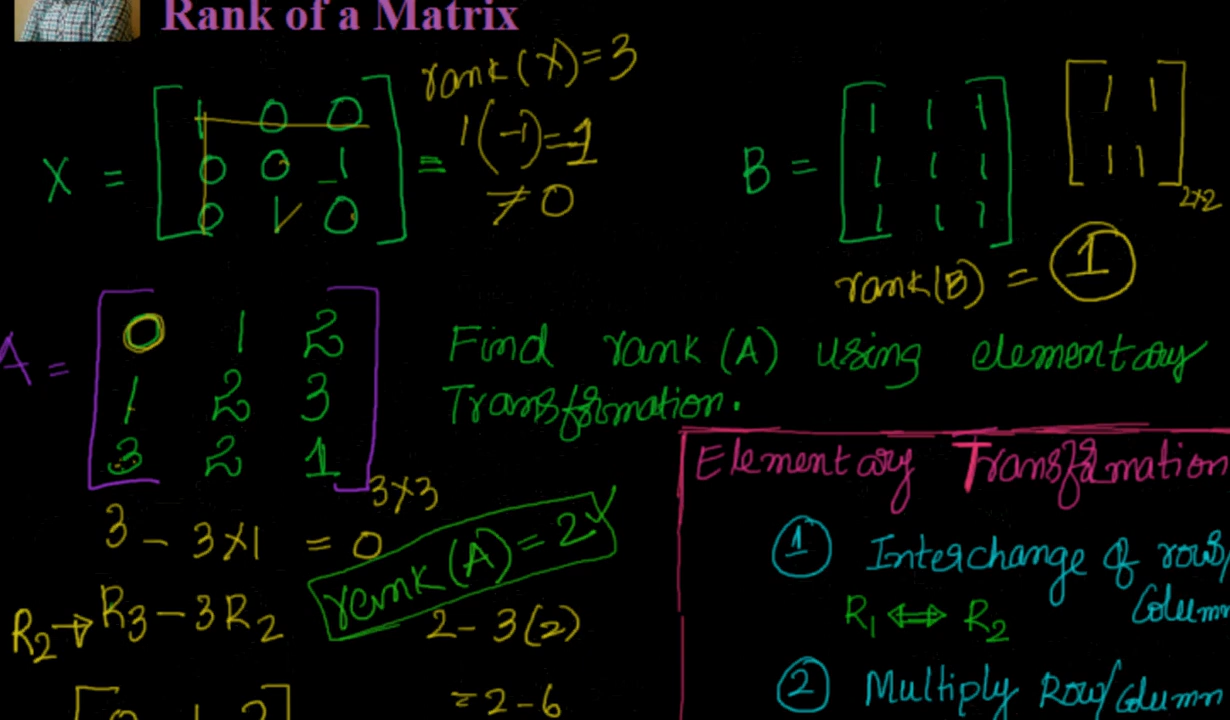 Rank of a Matrix
X = [ 1 0 0
0 0 1
0 1 0 ] =
rank(X)=3
1(-1)=1
≠0
B = [ 1 1 1
1 1 1
1 1 1 ]
[ 1 1
1 1 ] 2×2
rank(B) = 1
A = [ 0 1 2
1 2 3
3 2 1 ] 3×3
Find rank (A) using elementary
Transformation.
3 - 3×1 = 0
rank (A) = 2 ✓
R2→R3-3R2
2-3(2)
=2-6
Elementary Transformation
① Interchange of row/
Column
R1 ⟺ R2
② Multiply Row/column